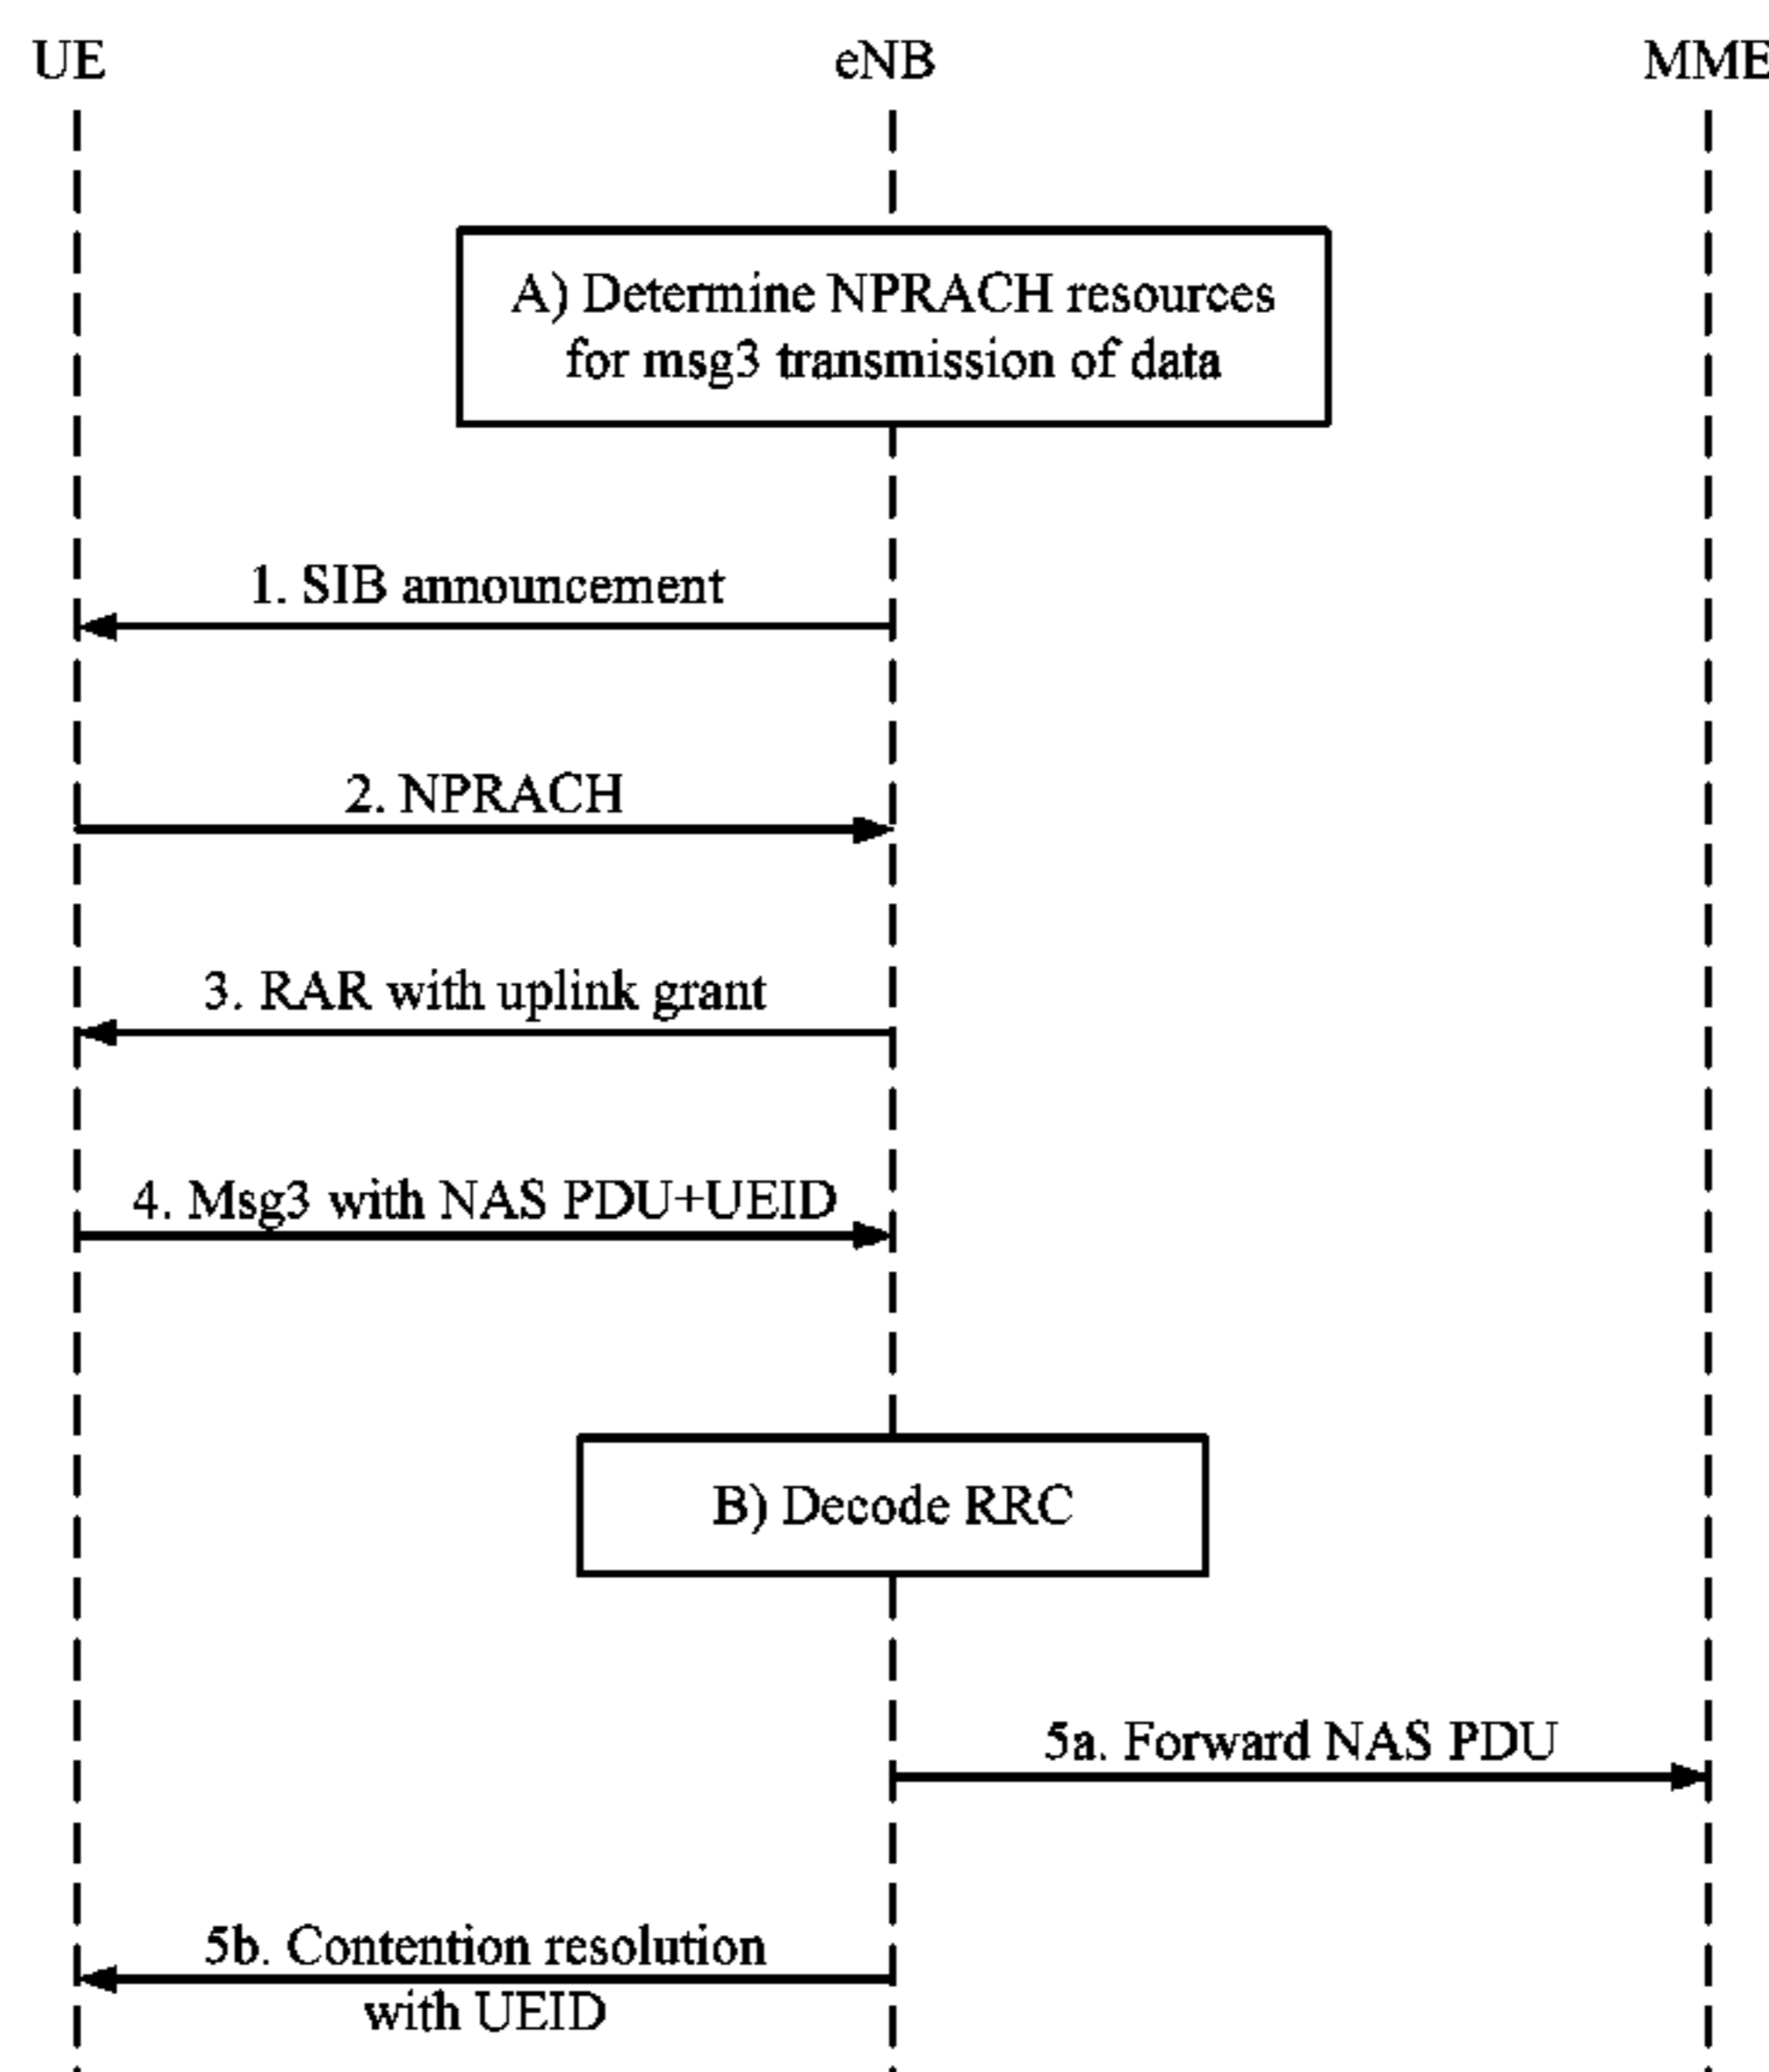 UE
eNB
MME
A) Determine NPRACH resources
for msg3 transmission of data
1. SIB announcement
2. NPRACH
3. RAR with uplink grant
4. Msg3 with NAS PDU+UEID
B) Decode RRC
5a. Forward NAS PDU
5b. Contention resolution
with UEID